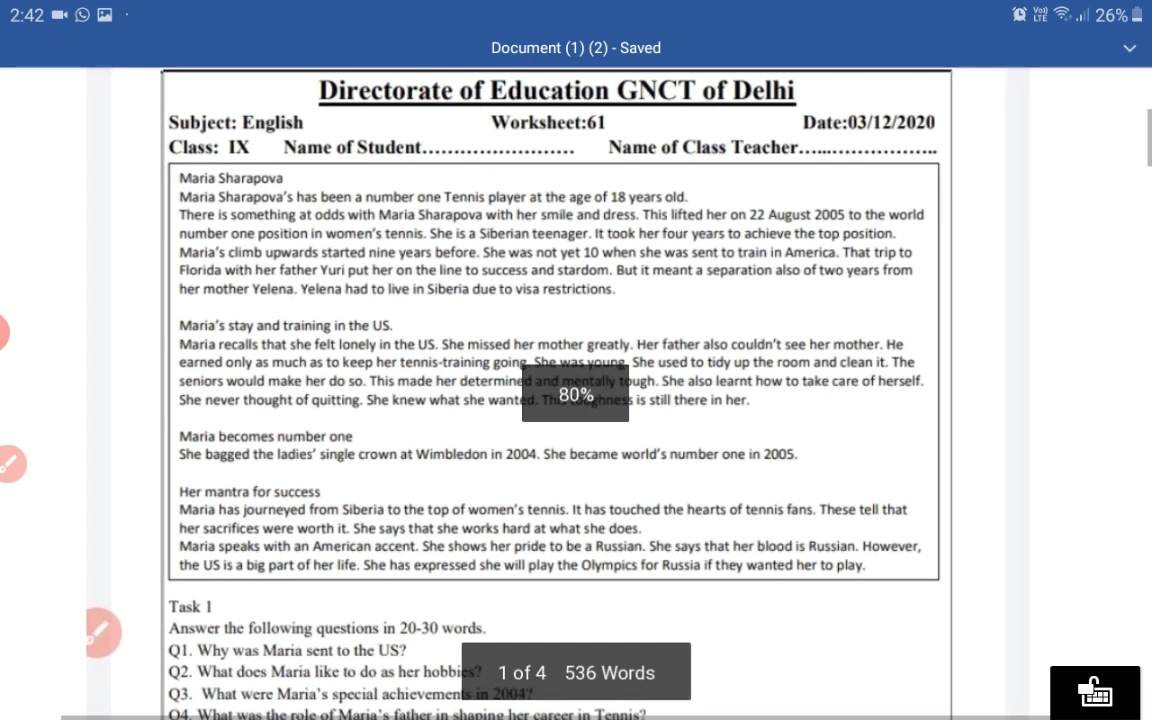 2:42
26%
Document (1) (2) - Saved
Directorate of Education GNCT of Delhi
Subject: English Worksheet:61 Date:03/12/2020
Class: IX Name of Student........................ Name of Class Teacher......................
Maria Sharapova
Maria Sharapova's has been a number one Tennis player at the age of 18 years old.
There is something at odds with Maria Sharapova with her smile and dress. This lifted her on 22 August 2005 to the world
number one position in women's tennis. She is a Siberian teenager. It took her four years to achieve the top position.
Maria's climb upwards started nine years before. She was not yet 10 when she was sent to train in America. That trip to
Florida with her father Yuri put her on the line to success and stardom. But it meant a separation also of two years from
her mother Yelena. Yelena had to live in Siberia due to visa restrictions.
Maria's stay and training in the US.
Maria recalls that she felt lonely in the US. She missed her mother greatly. Her father also couldn't see her mother. He
earned only as much as to keep her tennis-training going. She was young. She used to tidy up the room and clean it. The
seniors would make her do so. This made her determined and mentally tough. She also learnt how to take care of herself.
She never thought of quitting. She knew what she wanted. This toughness is still there in her.
80%
Maria becomes number one
She bagged the ladies' single crown at Wimbledon in 2004. She became world's number one in 2005.
Her mantra for success
Maria has journeyed from Siberia to the top of women's tennis. It has touched the hearts of tennis fans. These tell that
her sacrifices were worth it. She says that she works hard at what she does.
Maria speaks with an American accent. She shows her pride to be a Russian. She says that her blood is Russian. However,
the US is a big part of her life. She has expressed she will play the Olympics for Russia if they wanted her to play.
Task 1
Answer the following questions in 20-30 words.
Q1. Why was Maria sent to the US?
Q2. What does Maria like to do as her hobbies?
1 of 4 536 Words
Q3. What were Maria's special achievements in 2004?
Q4. What was the role of Maria's father in shaping her career in Tennis?